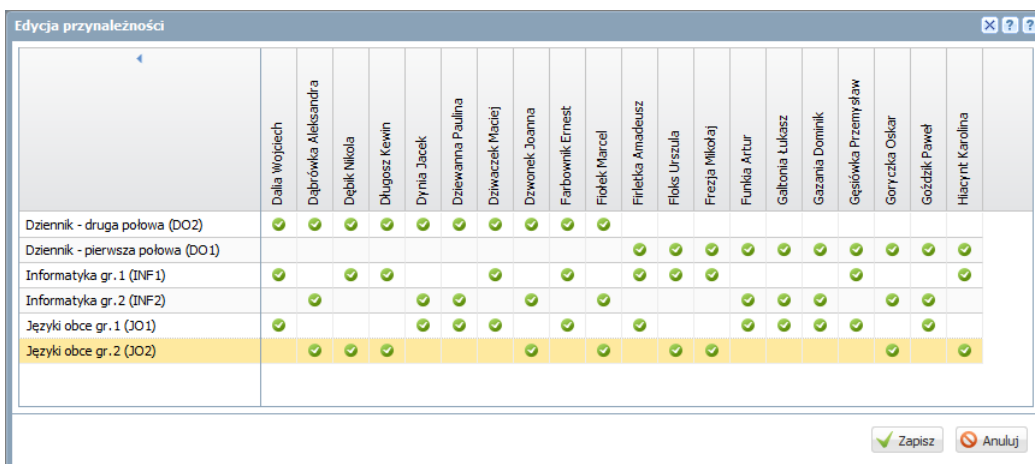 Edycja przynależności
Dalia Wojciech
Dąbrówka Aleksandra
Dębik Nikola
Długosz Kewin
Dynia Jacek
Dziewanna Paulina
Dziwaczek Maciej
Dzwonek Joanna
Farbownik Ernest
Fiołek Marcel
Firletka Amadeusz
Floks Urszula
Frezja Mikołaj
Funkia Artur
Galtonia Łukasz
Gazania Dominik
Gęsiówka Przemysław
Goryczka Oskar
Goździk Paweł
Hiacynt Karolina
Dziennik - druga połowa (DO2)
Dziennik - pierwsza połowa (DO1)
Informatyka gr.1 (INF1)
Informatyka gr.2 (INF2)
Języki obce gr.1 (JO1)
Języki obce gr.2 (JO2)
Zapisz
Anuluj